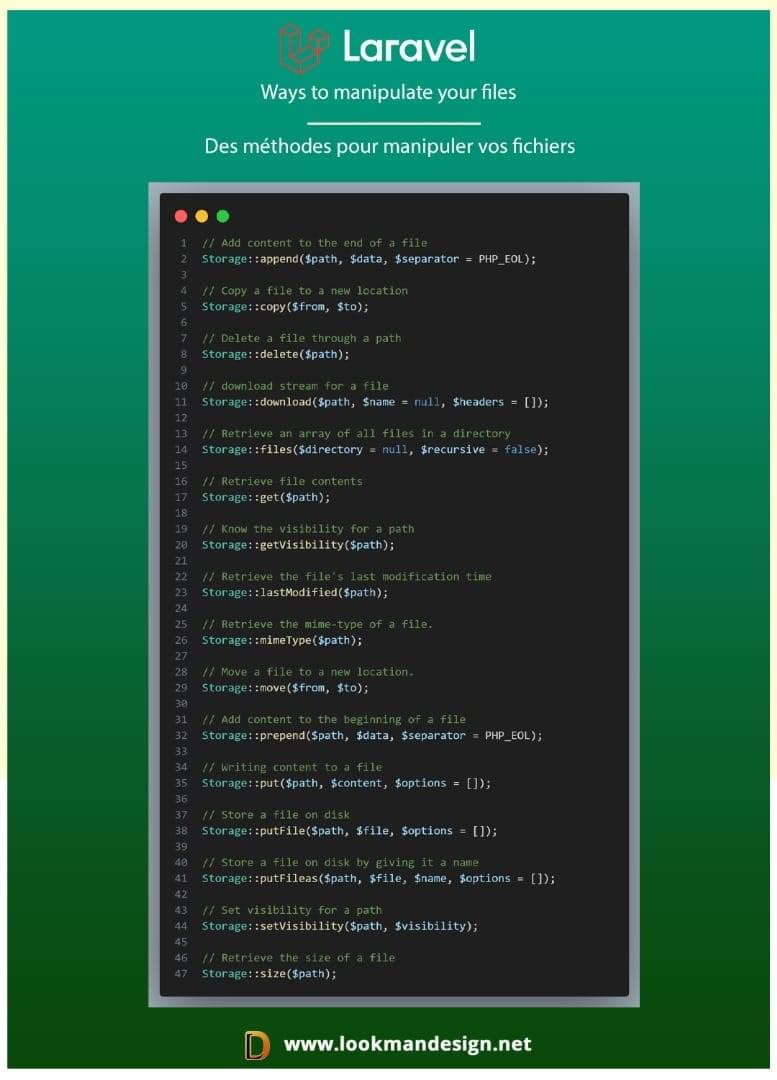 Laravel
Ways to manipulate your files
Des méthodes pour manipuler vos fichiers
1 // Add content to the end of a file
2 Storage::append($path, $data, $separator = PHP_EOL);
3
4 // Copy a file to a new location
5 Storage::copy($from, $to);
6
7 // Delete a file through a path
8 Storage::delete($path);
9
10 // download stream for a file
11 Storage::download($path, $name = null, $headers = []);
12
13 // Retrieve an array of all files in a directory
14 Storage::files($directory = null, $recursive = false);
15
16 // Retrieve file contents
17 Storage::get($path);
18
19 // Know the visibility for a path
20 Storage::getVisibility($path);
21
22 // Retrieve the file's last modification time
23 Storage::lastModified($path);
24
25 // Retrieve the mime-type of a file.
26 Storage::mimeType($path);
27
28 // Move a file to a new location.
29 Storage::move($from, $to);
30
31 // Add content to the beginning of a file
32 Storage::prepend($path, $data, $separator = PHP_EOL);
33
34 // Writing content to a file
35 Storage::put($path, $content, $options = []);
36
37 // Store a file on disk
38 Storage::putFile($path, $file, $options = []);
39
40 // Store a file on disk by giving it a name
41 Storage::putFileas($path, $file, $name, $options = []);
42
43 // Set visibility for a path
44 Storage::setVisibility($path, $visibility);
45
46 // Retrieve the size of a file
47 Storage::size($path);
D www.lookmandesign.net